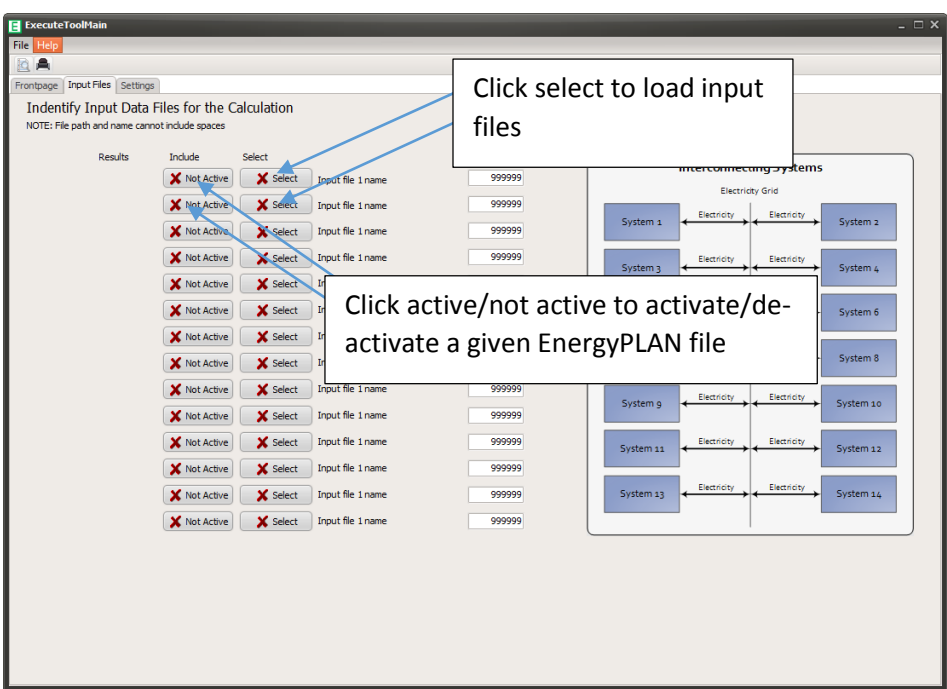 ExecuteToolMain
File Help
Frontpage Input Files Settings
Indentify Input Data Files for the Calculation
NOTE: File path and name cannot include spaces
Click select to load input
files
Results Include Select
Not Active Select Input file 1 name 999999
Not Active Select Input file 1 name 999999
Not Active Select Input file 1 name 999999
Not Active Select Input file 1 name 999999
Not Active Select
Not Active Select
Not Active Select
Not Active Select
Not Active Select Input file 1 name 999999
Not Active Select Input file 1 name 999999
Not Active Select Input file 1 name 999999
Not Active Select Input file 1 name 999999
Not Active Select Input file 1 name 999999
Not Active Select Input file 1 name 999999
Click active/not active to activate/de-
activate a given EnergyPLAN file
Interconnecting Systems
Electricity Grid
System 1 Electricity Electricity System 2
System 3 Electricity Electricity System 4
System 6
System 8
System 9 Electricity Electricity System 10
System 11 Electricity Electricity System 12
System 13 Electricity Electricity System 14